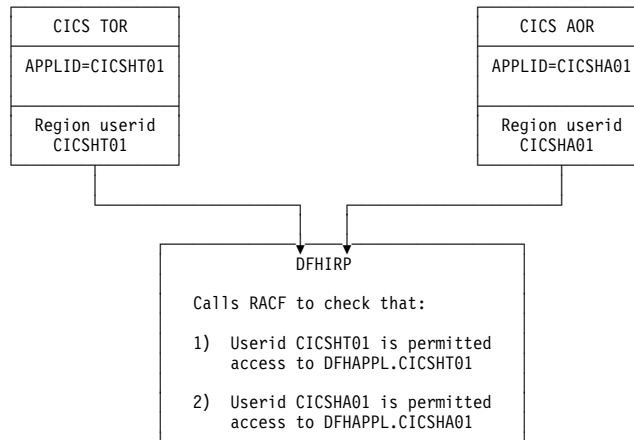 CICS TOR
APPLID=CICSHT01
Region userid
CICSHT01
CICS AOR
APPLID=CICSHA01
Region userid
CICSHA01
DFHIRP
Calls RACF to check that:
1) Userid CICSHT01 is permitted
access to DFHAPPL.CICSHT01
2) Userid CICSHA01 is permitted
access to DFHAPPL.CICSHA01